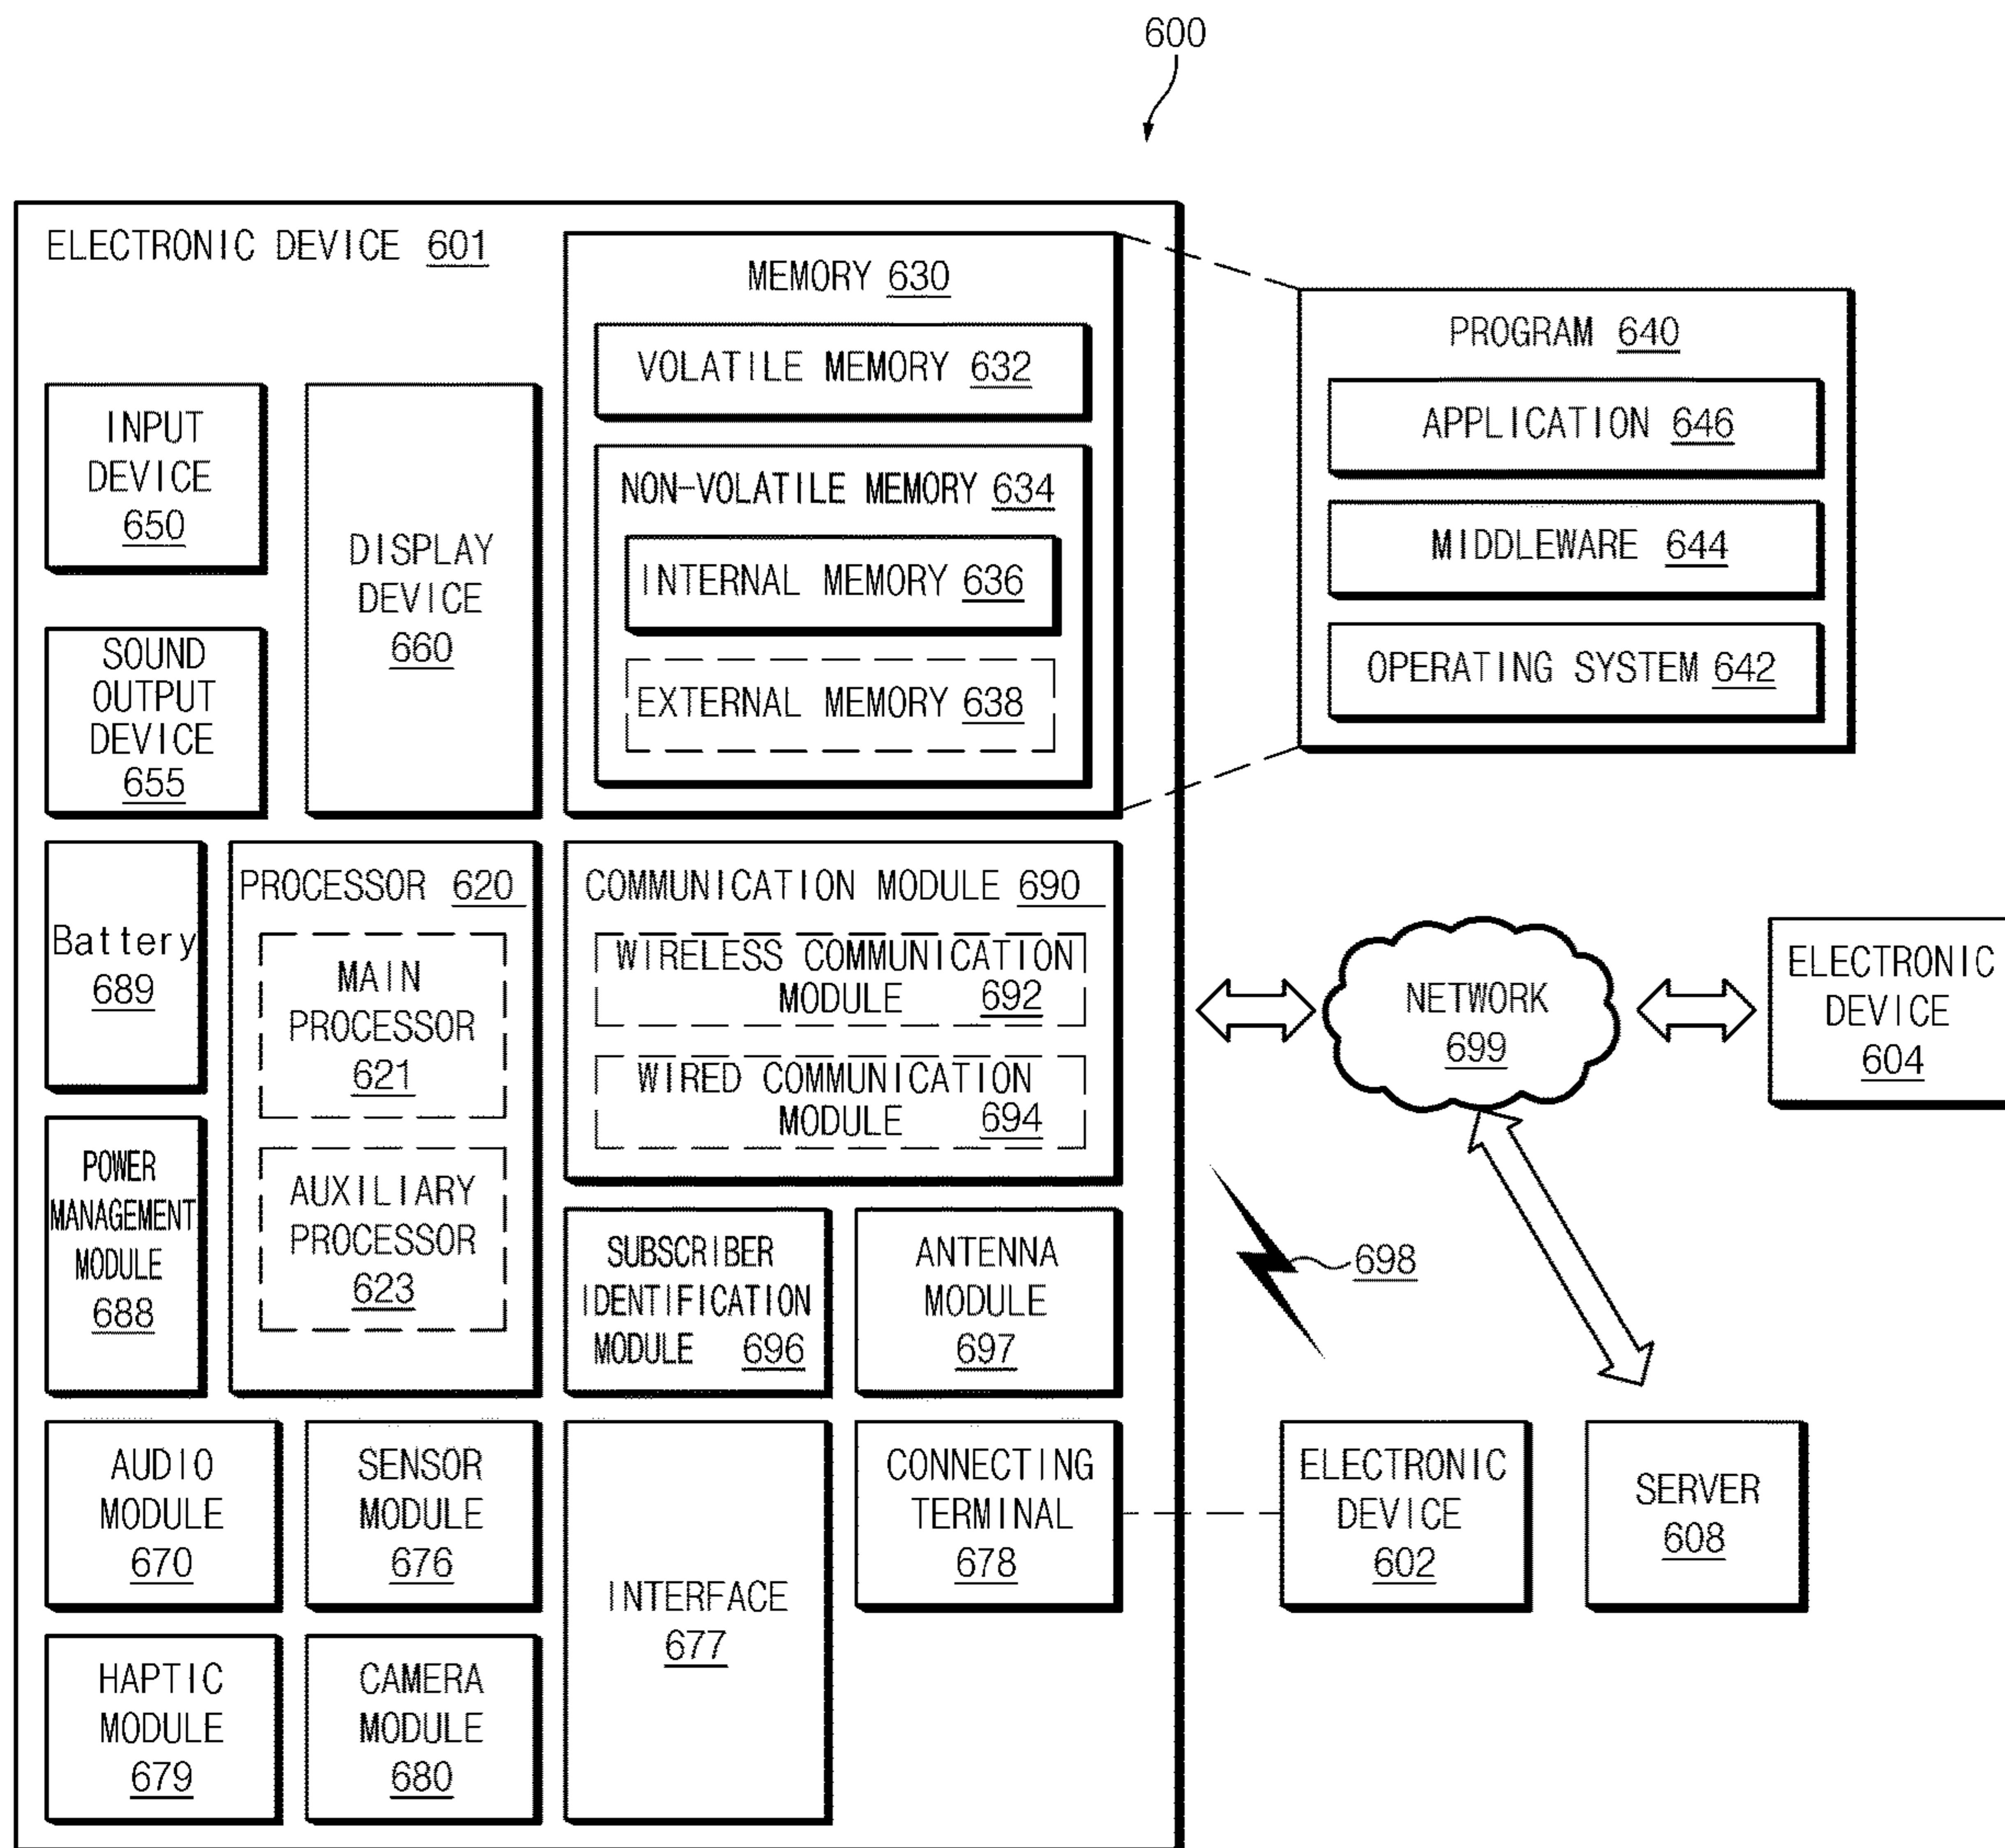 600
ELECTRONIC DEVICE 601
MEMORY 630
VOLATILE MEMORY 632
NON-VOLATILE MEMORY 634
INTERNAL MEMORY 636
EXTERNAL MEMORY 638
PROGRAM 640
APPLICATION 646
MIDDLEWARE 644
OPERATING SYSTEM 642
INPUT
DEVICE
650
DISPLAY
DEVICE
660
SOUND
OUTPUT
DEVICE
655
Battery
689
PROCESSOR 620
MAIN
PROCESSOR
621
AUXILIARY
PROCESSOR
623
COMMUNICATION MODULE 690
WIRELESS COMMUNICATION
MODULE 692
WIRED COMMUNICATION
MODULE 694
NETWORK
699
ELECTRONIC
DEVICE
604
POWER
MANAGEMENT
MODULE
688
SUBSCRIBER
IDENTIFICATION
MODULE 696
ANTENNA
MODULE
697
698
AUDIO
MODULE
670
SENSOR
MODULE
676
INTERFACE
677
CONNECTING
TERMINAL
678
ELECTRONIC
DEVICE
602
SERVER
608
HAPTIC
MODULE
679
CAMERA
MODULE
680